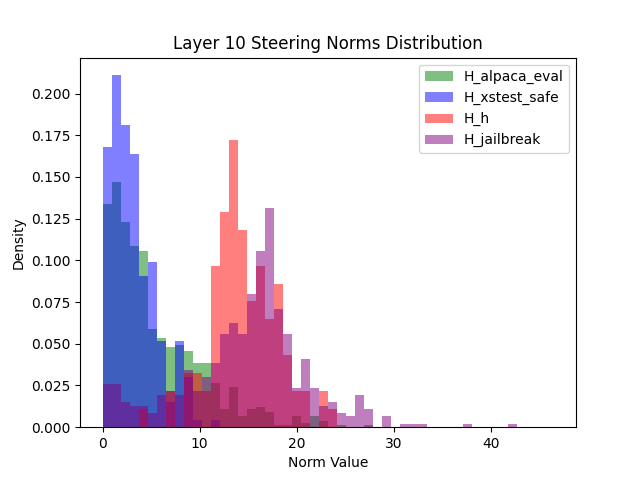 Layer 10 Steering Norms Distribution
H_alpaca_eval
H_xstest_safe
H_h
H_jailbreak
Density
0.200
0.175
0.150
0.125
0.100
0.075
0.050
0.025
0.000
0 10 20 30 40
Norm Value